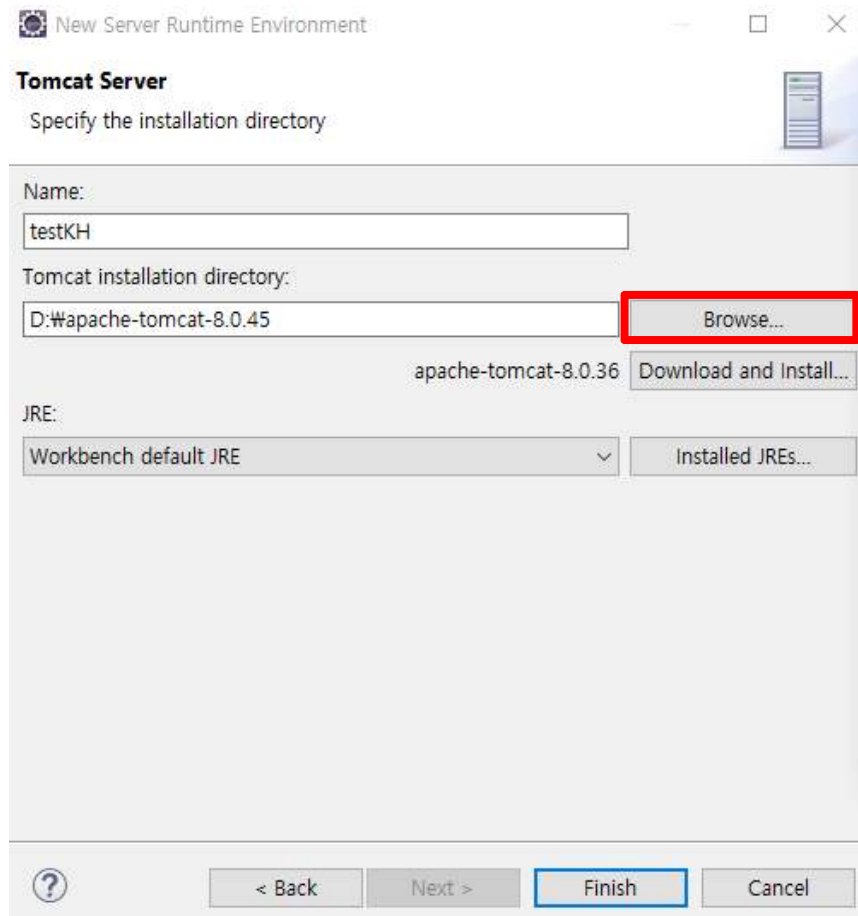 New Server Runtime Environment
Tomcat Server
Specify the installation directory
Name:
testKH
Tomcat installation directory:
D:₩apache-tomcat-8.0.45
Browse...
apache-tomcat-8.0.36 Download and Install...
JRE:
Workbench default JRE
Installed JREs...
? < Back Next > Finish Cancel